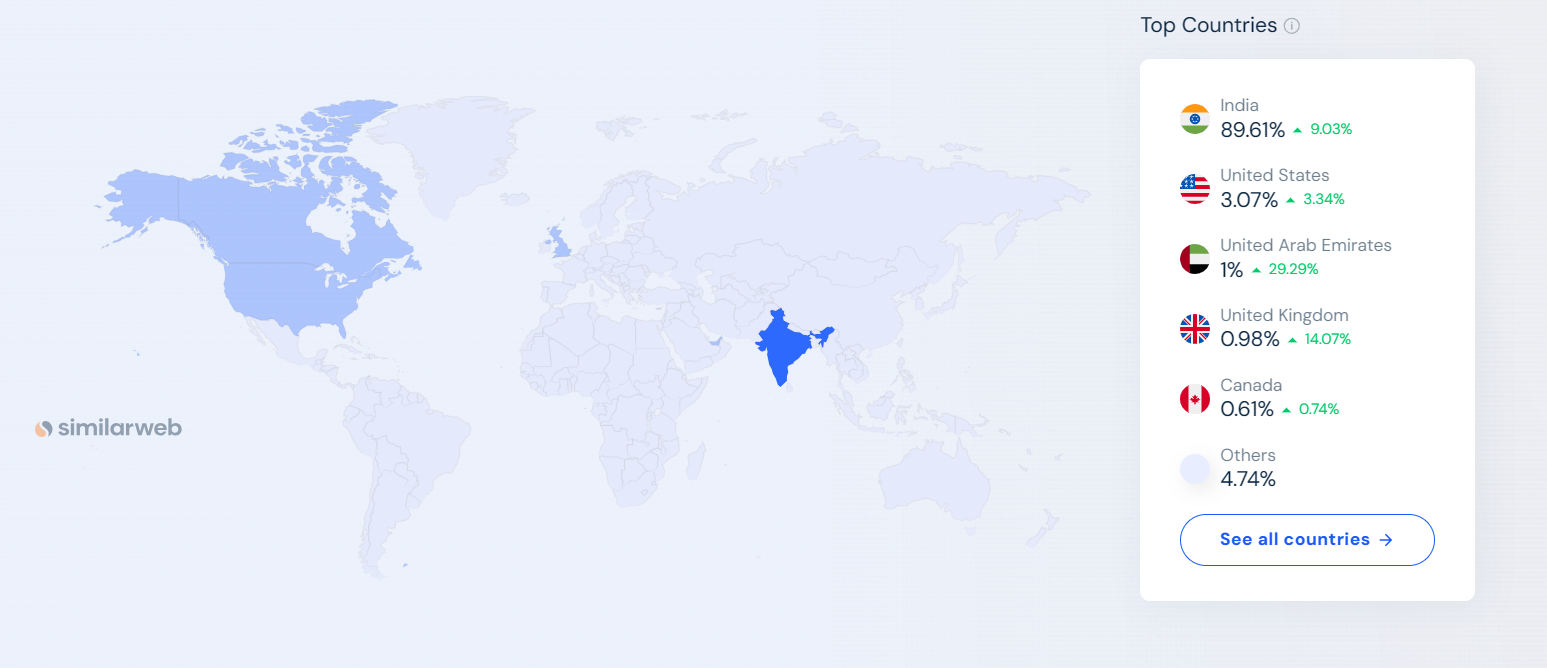 Top Countries
India
89.61% 9.03%
United States
3.07% 3.34%
United Arab Emirates
1% 29.29%
United Kingdom
0.98% 14.07%
Canada
0.61% 0.74%
Others
4.74%
See all countries →
similarweb